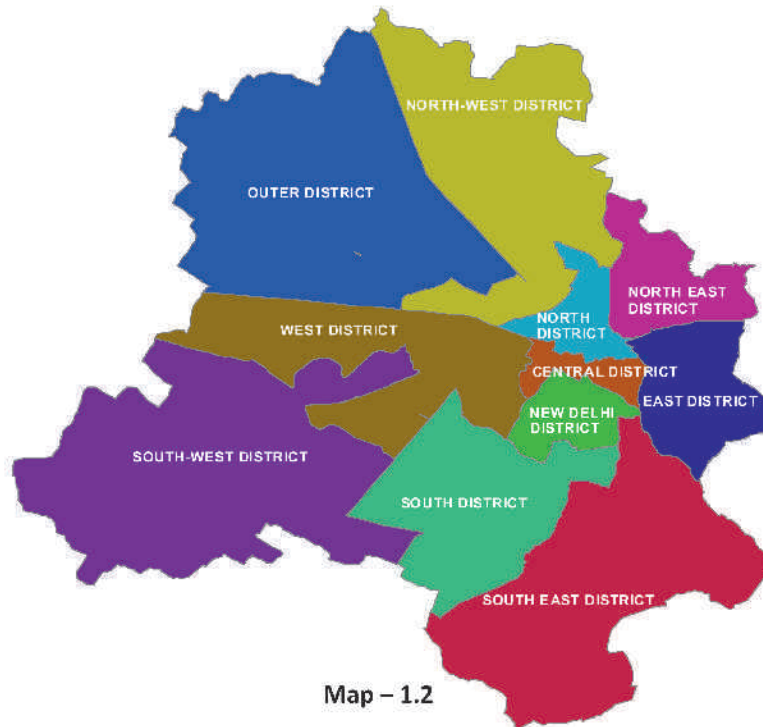 NORTH-WEST DISTRICT
OUTER DISTRICT
NORTH EAST
DISTRICT
NORTH
DISTRICT
WEST DISTRICT
CENTRAL DISTRICT
EAST DISTRICT
NEW DELHI
DISTRICT
SOUTH-WEST DISTRICT
SOUTH DISTRICT
SOUTH EAST DISTRICT
Map – 1.2